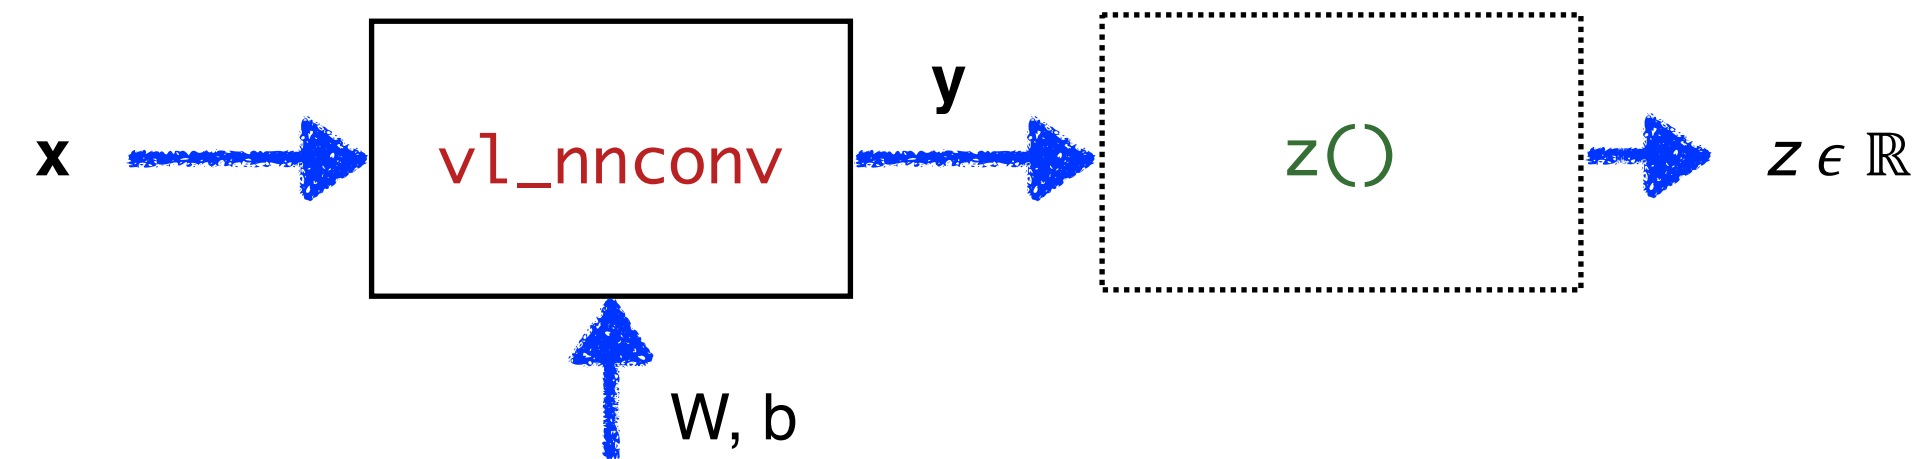 x
vl_nnconv
y
z()
z ϵ ℝ
W, b